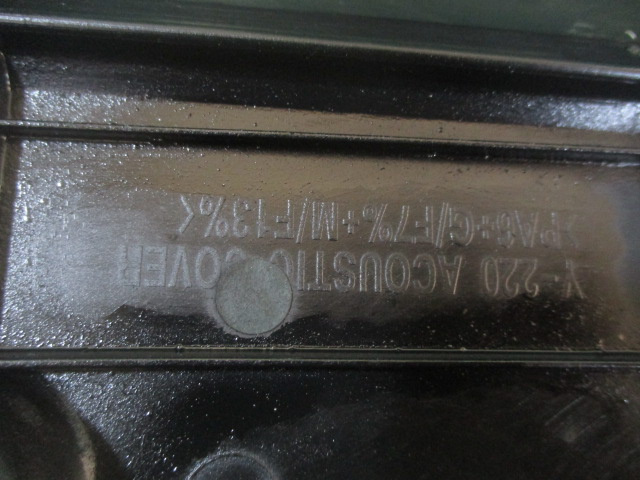 Y-220 ACOUSTIC COVER
>PA6+G/F7%+M/F13%<